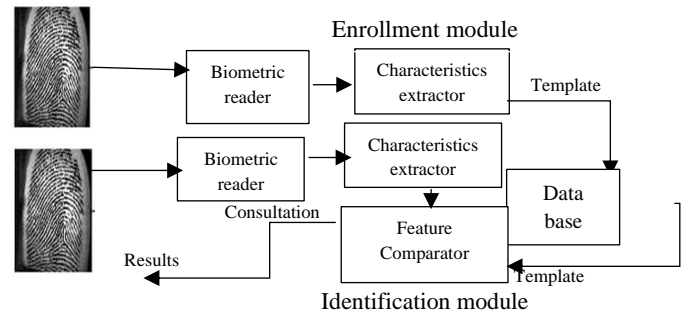 Enrollment module
Biometric
reader
Characteristics
extractor
Template
Biometric
reader
Characteristics
extractor
Data
base
Consultation
Feature
Comparator
Results
Template
Identification module